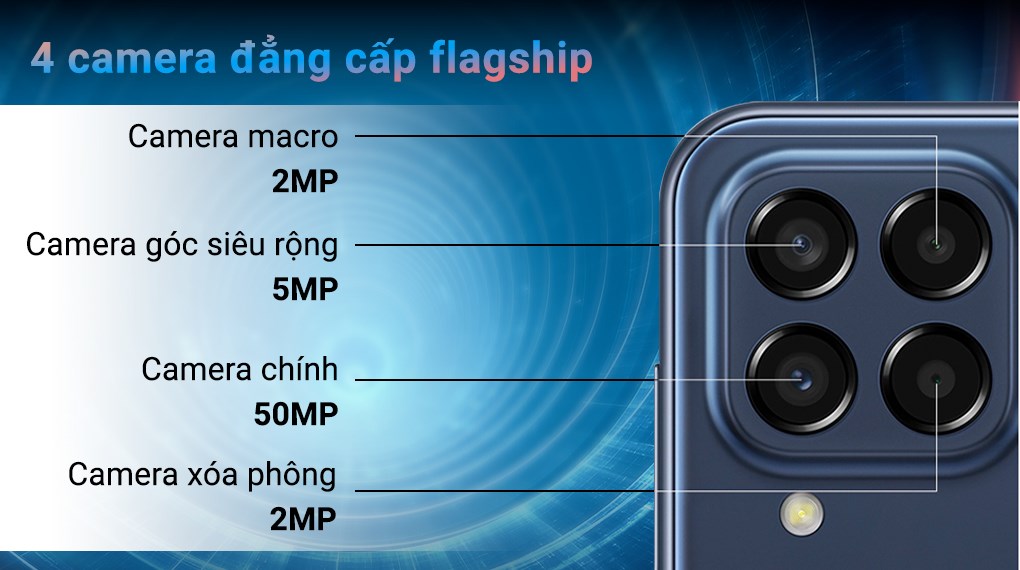 4 camera đẳng cấp flagship
Camera macro
2MP
Camera góc siêu rộng
5MP
Camera chính
50MP
Camera xóa phông
2MP